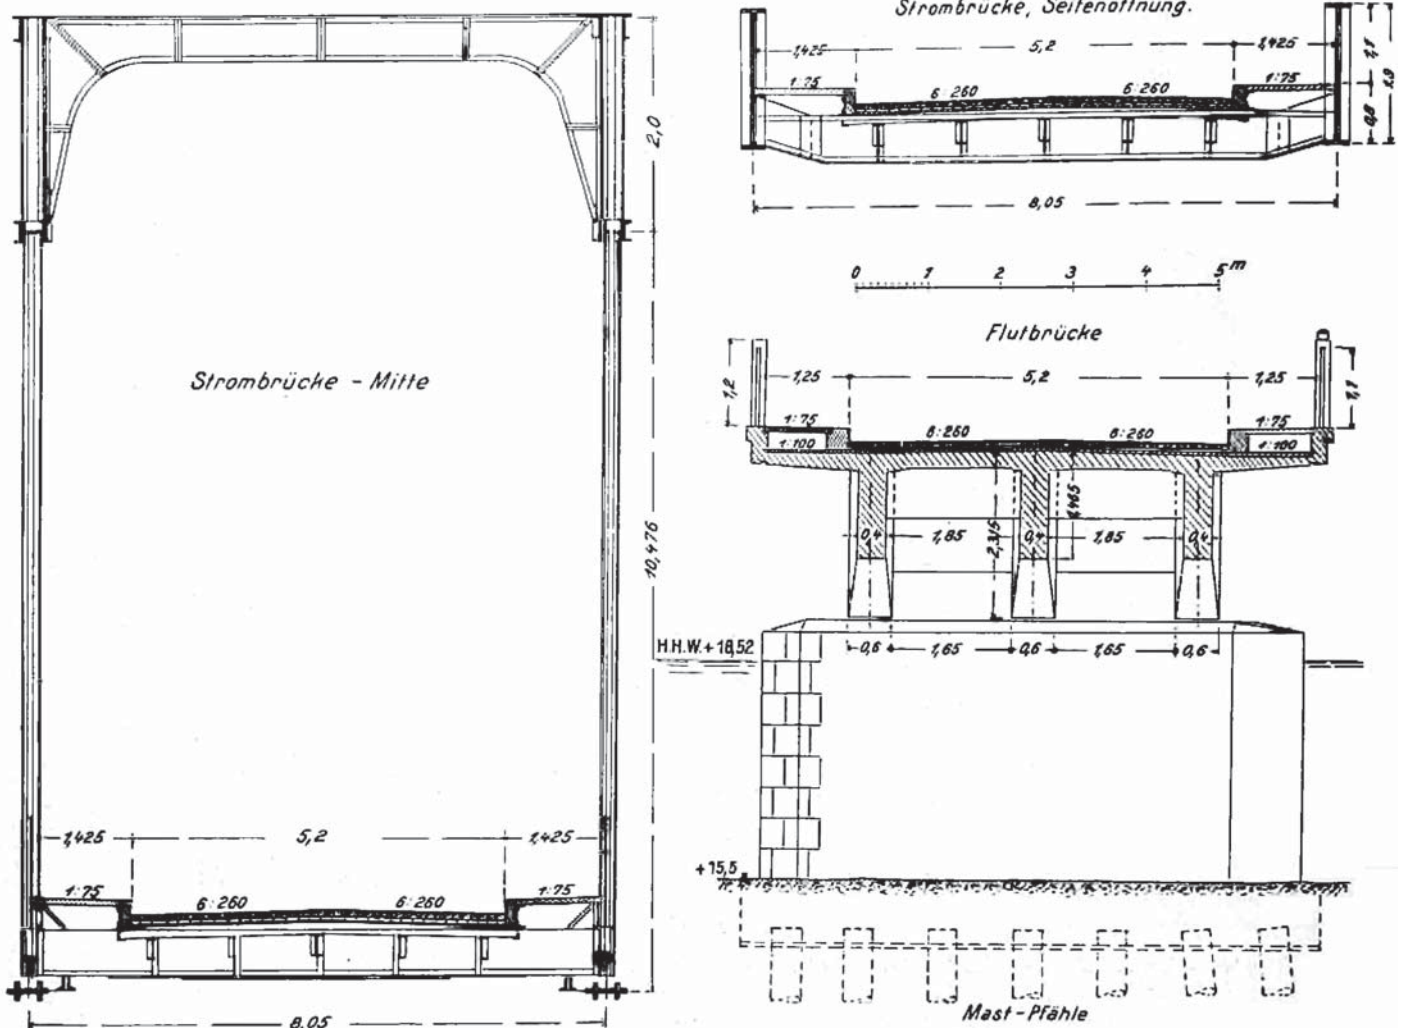 2,0
Strombrücke - Mitte
10,476
1,425 5,2 1,425
1:75 6:260 6:260 1:75
8,05
Strombrücke, Seitenöffnung.
1,425 5,2 1,425
1:75 6:260 6:260 1:75
1,1
0,8
1,9
8,05
0 1 2 3 4 5 m
Flutbrücke
1,2 1,25 5,2 1,25 1,1
1:75 6:260 6:260 1:75
1:100 1:100
1,465
0,4 1,85 0,4 1,85 0,4
2,315
H.H.W.+18,52
0,6 1,65 0,6 1,65 0,6
+15,5
Mast-Pfähle